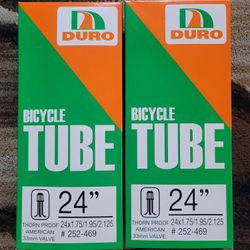 DURO
BICYCLE
TUBE
24”
THORN PROOF 24x1.75/1.95/2.125
AMERICAN # 252-469
33mm VALVE
DURO
BICYCLE
TUBE
24”
THORN PROOF 24x1.75/1.95/2.125
AMERICAN # 252-469
33mm VALVE